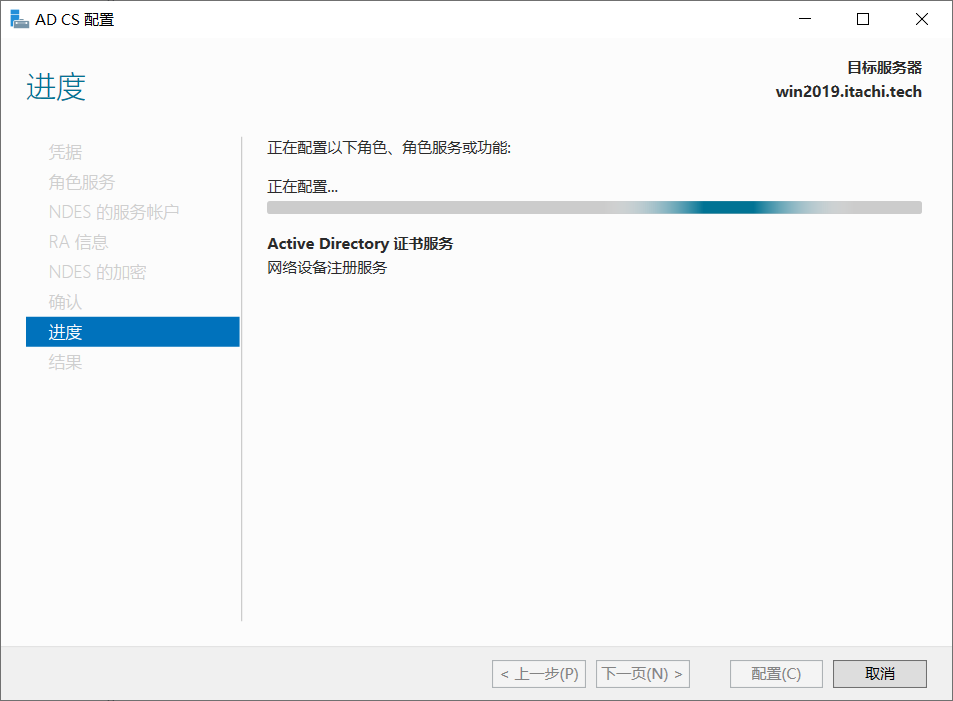 AD CS 配置
进度
目标服务器
win2019.itachi.tech
凭据
角色服务
NDES 的服务帐户
RA 信息
NDES 的加密
确认
进度
结果
正在配置以下角色、角色服务或功能:
正在配置...
Active Directory 证书服务
网络设备注册服务
< 上一步(P)
下一页(N) >
配置(C)
取消